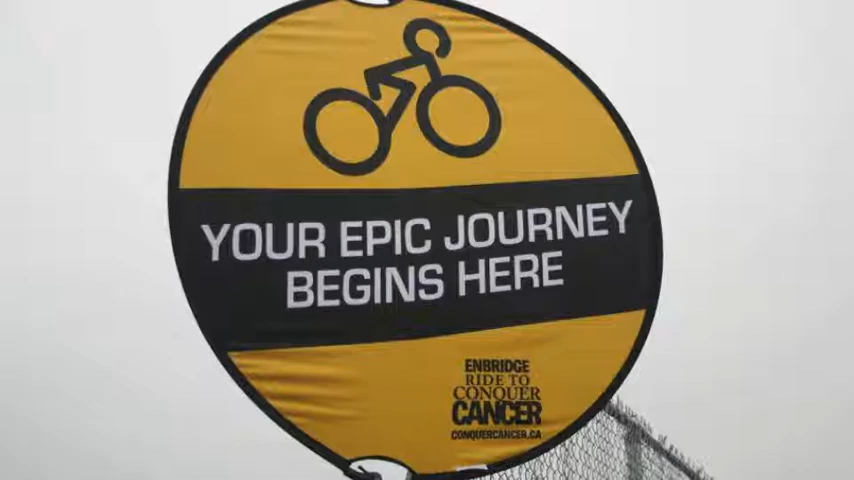 YOUR EPIC JOURNEY
BEGINS HERE
ENBRIDGE
RIDE TO
CONQUER
CANCER
CONQUERCANCER.CA